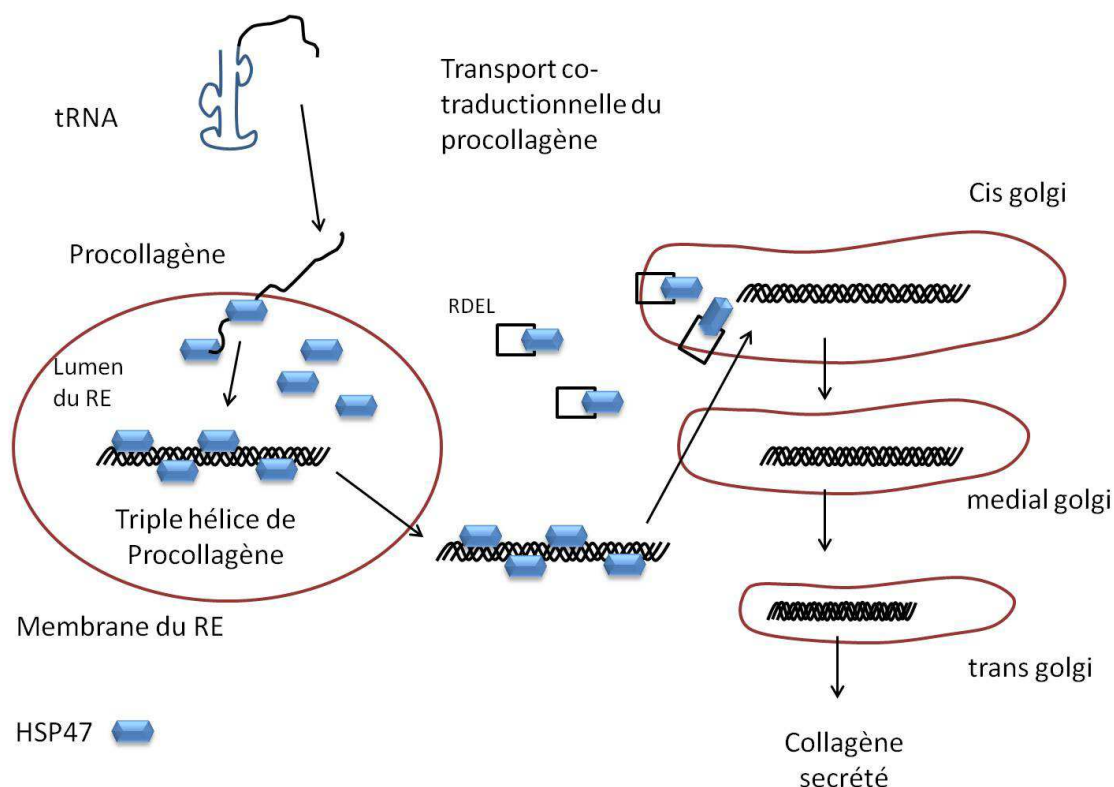 tRNA
Transport co-
traductionnelle du
procollagène
Cis golgi
Procollagène
RDEL
Lumen
du RE
Triple hélice de
Procollagène
medial golgi
Membrane du RE
trans golgi
HSP47
Collagène
secrété